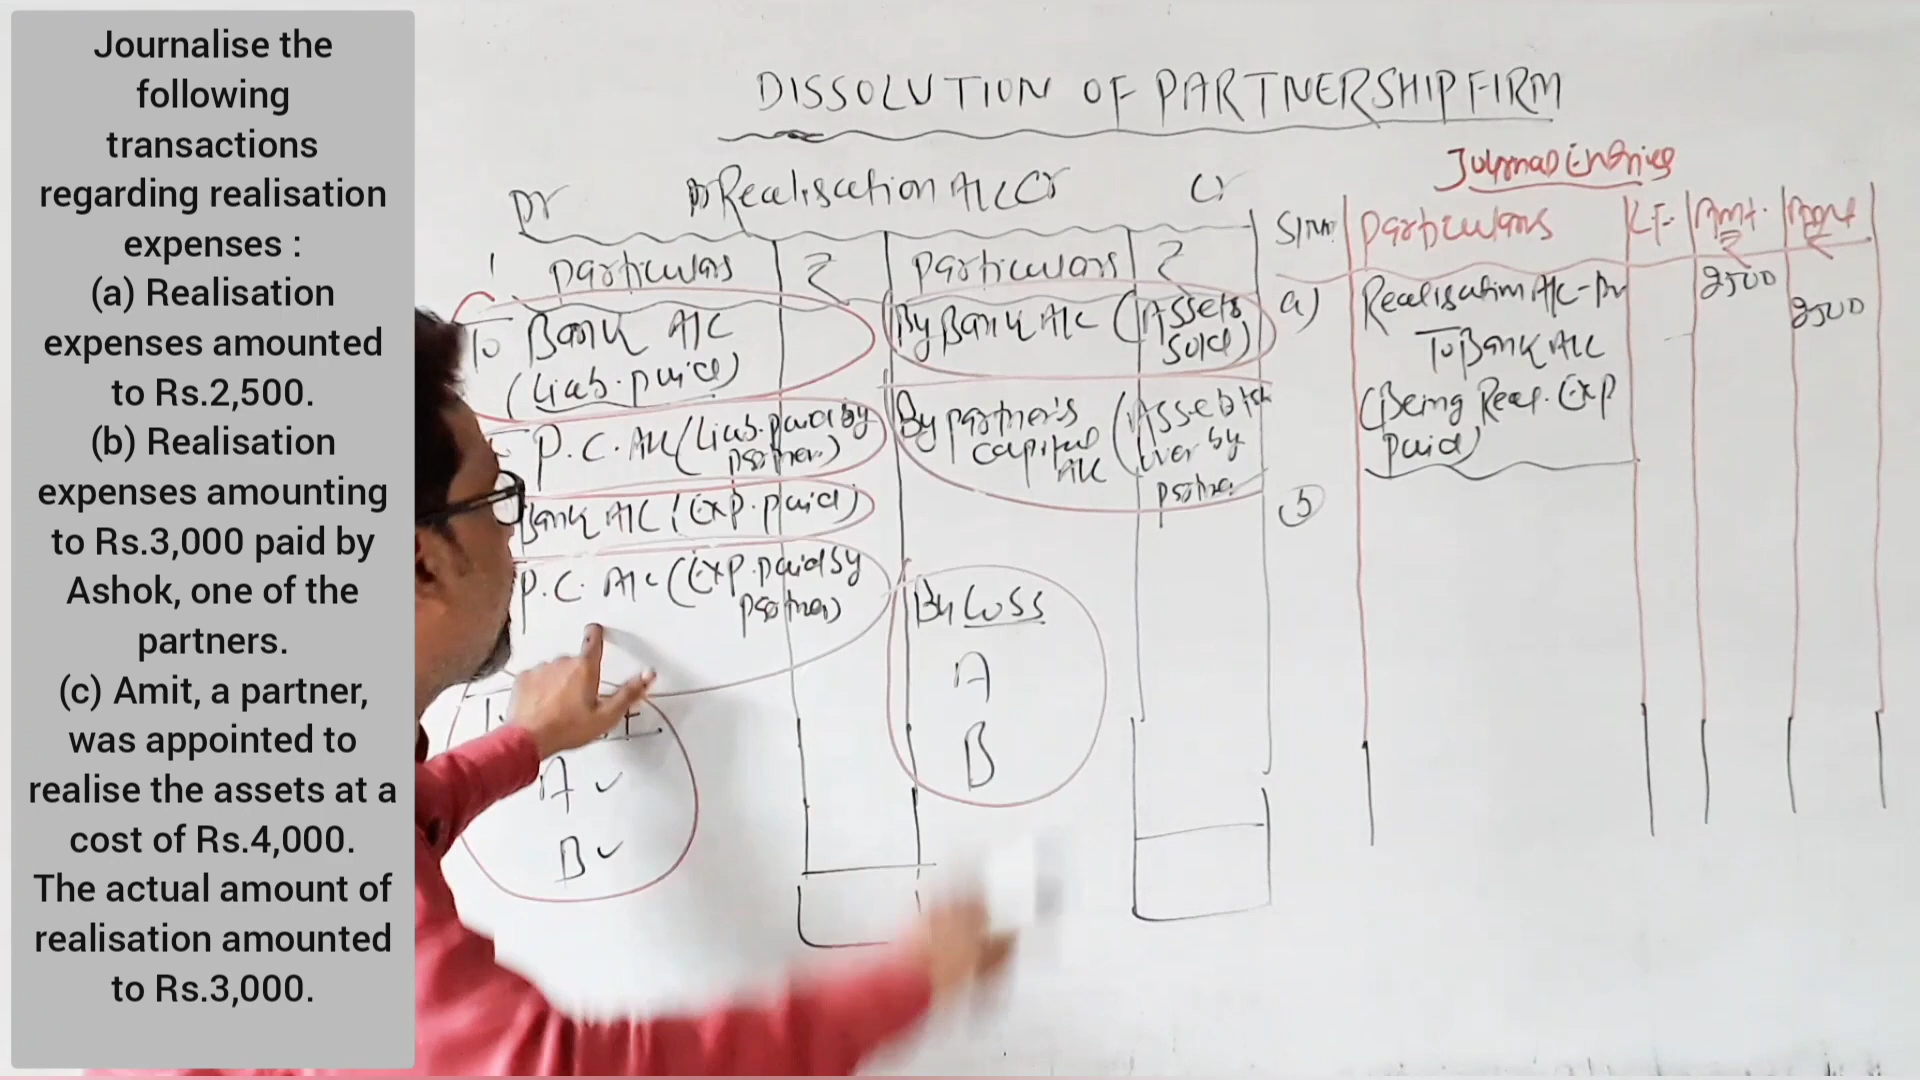 Journalise the
following
transactions
regarding realisation
expenses :
(a) Realisation
expenses amounted
to Rs.2,500.
(b) Realisation
expenses amounting
to Rs.3,000 paid by
Ashok, one of the
partners.
(c) Amit, a partner,
was appointed to
realise the assets at a
cost of Rs.4,000.
The actual amount of
realisation amounted
to Rs.3,000.
DISSOLUTION OF PARTNERSHIP FIRM
Dr Realisation A/C Cr Cr
Particulars ₹ Particulars ₹
To Bank A/C
(Liab. paid)
P.C. A/C (Liab. paid by
partner)
Bank A/C (Exp. paid)
P.C. A/C (Exp. paid by
partner)
A ✓
B ✓
By Bank A/C (Assets
sold)
By partner's
capital
A/C
(Assets
over by
By Loss
A
B
Journal Entries
Particulars L.F. Amt. ₹
a) Realisation A/C - Dr 2500
To Bank A/C 2500
(Being Real. Exp
paid)